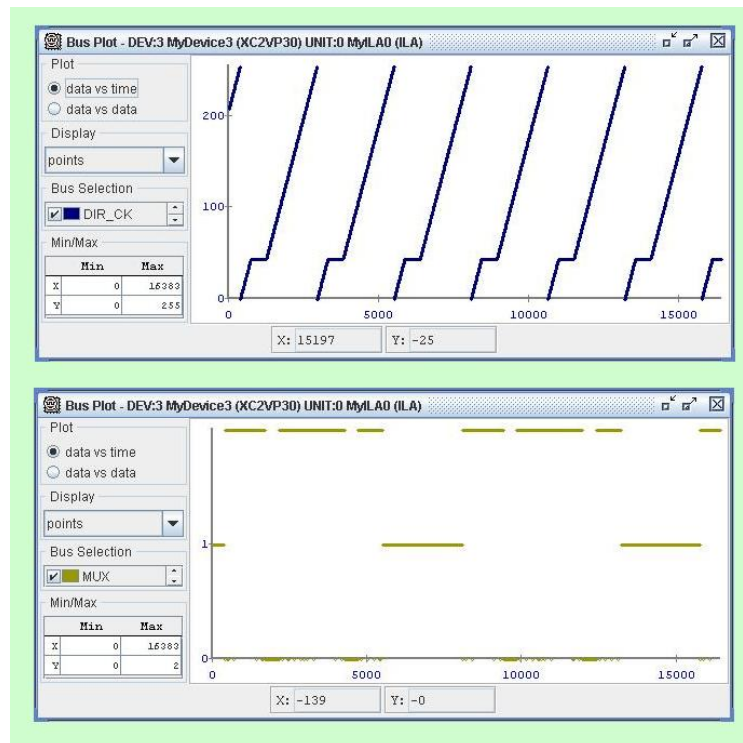 Bus Plot - DEV:3 MyDevice3 (XC2VP30) UNIT:0 MyILA0 (ILA)
Plot
data vs time
data vs data
Display
points
Bus Selection
DIR_CK
Min/Max
Min Max
X 0 16383
Y 0 255
200
100
0
0 5000 10000 15000
X: 15197 Y: -25
Bus Plot - DEV:3 MyDevice3 (XC2VP30) UNIT:0 MyILA0 (ILA)
Plot
data vs time
data vs data
Display
points
Bus Selection
MUX
Min/Max
Min Max
X 0 16383
Y 0 2
1
0
0 5000 10000 15000
X: -139 Y: -0